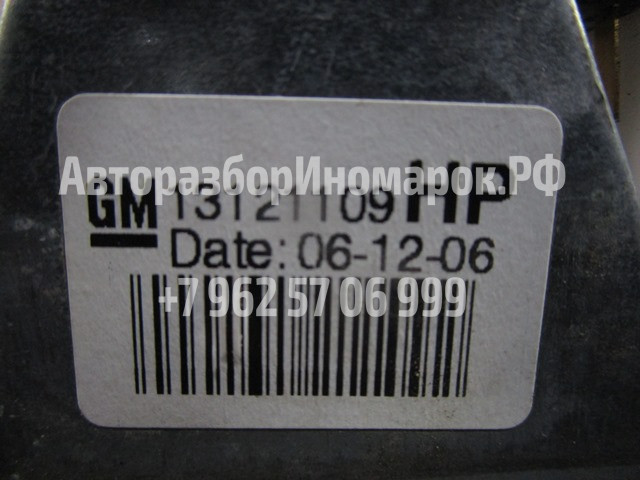 АвторазборИномарок.РФ
GM 13121109 HP
Date: 06-12-06
+7 962 57 06 999